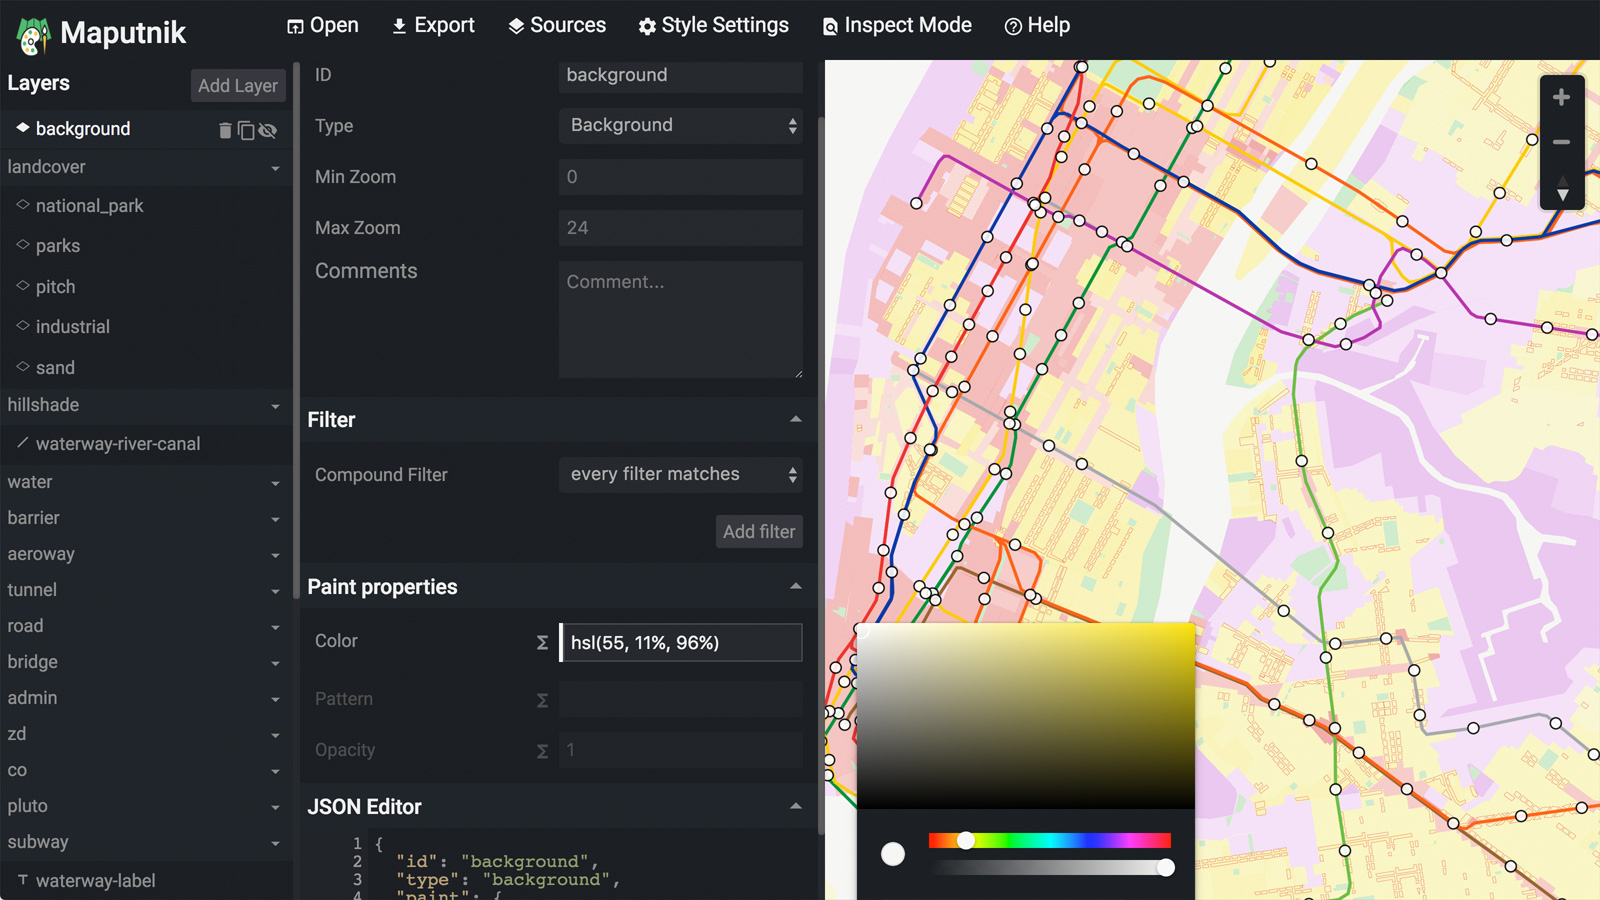 Maputnik
Open
Export
Sources
Style Settings
Inspect Mode
Help
Layers
Add Layer
background
landcover
national_park
parks
pitch
industrial
sand
hillshade
waterway-river-canal
water
barrier
aeroway
tunnel
road
bridge
admin
zd
co
pluto
subway
waterway-label
ID
background
Type
Background
Min Zoom
0
Max Zoom
24
Comments
Comment...
Filter
Compound Filter
every filter matches
Add filter
Paint properties
Color
Σ
hsl(55, 11%, 96%)
Pattern
Σ
Opacity
Σ
1
JSON Editor
1 {
2 "id": "background",
3 "type": "background",
4 "paint": {